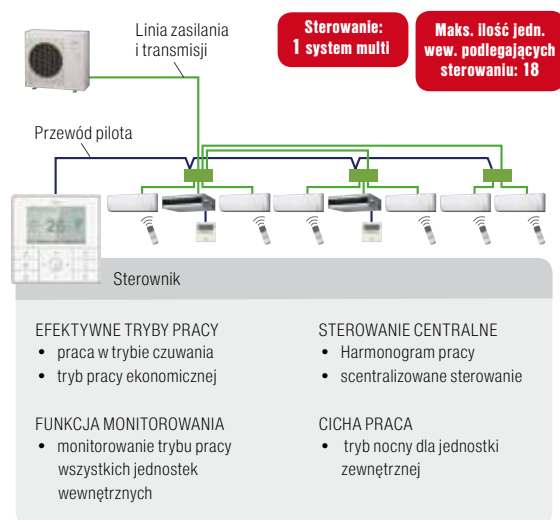 Linia zasilania
i transmisji
Sterowanie:
1 system multi
Maks. ilość jedn.
wew. podlegających
sterowaniu: 18
Przewód pilota
Sterownik
EFEKTYWNE TRYBY PRACY
• praca w trybie czuwania
• tryb pracy ekonomicznej
FUNKCJA MONITOROWANIA
• monitorowanie trybu pracy
wszystkich jednostek
wewnętrznych
STEROWANIE CENTRALNE
• Harmonogram pracy
• scentralizowane sterowanie
CICHA PRACA
• tryb nocny dla jednostki
zewnętrznej